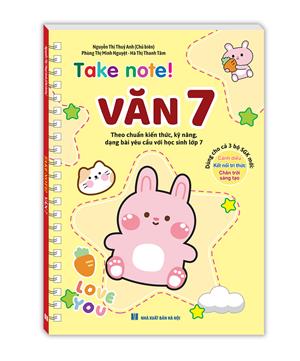 Nguyễn Thị Thuỳ Anh (Chủ biên)
Phùng Thị Minh Nguyệt - Hà Thị Thanh Tâm
Take note!
VĂN 7
Theo chuẩn kiến thức, kỹ năng,
dạng bài yêu cầu với học sinh lớp 7
Dùng cho cả 3 bộ SGK mới:
Cánh diều
Kết nối tri thức
Chân trời
sáng tạo
LOVE
YOU
NHÀ XUẤT BẢN HÀ NỘI